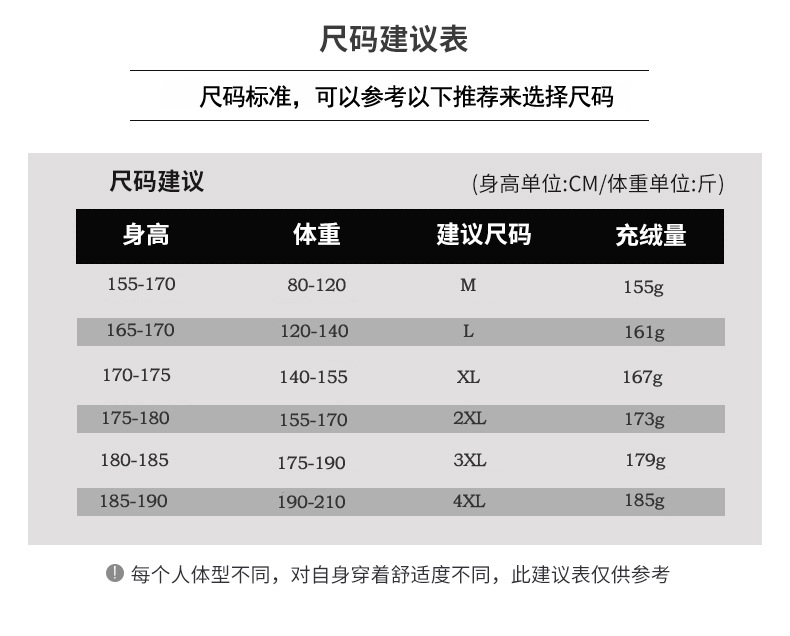 尺码建议表
尺码标准，可以参考以下推荐来选择尺码
尺码建议 (身高单位:CM/体重单位:斤)
身高 体重 建议尺码 充绒量
155-170 80-120 M 155g
165-170 120-140 L 161g
170-175 140-155 XL 167g
175-180 155-170 2XL 173g
180-185 175-190 3XL 179g
185-190 190-210 4XL 185g
! 每个人体型不同，对自身穿着舒适度不同，此建议表仅供参考